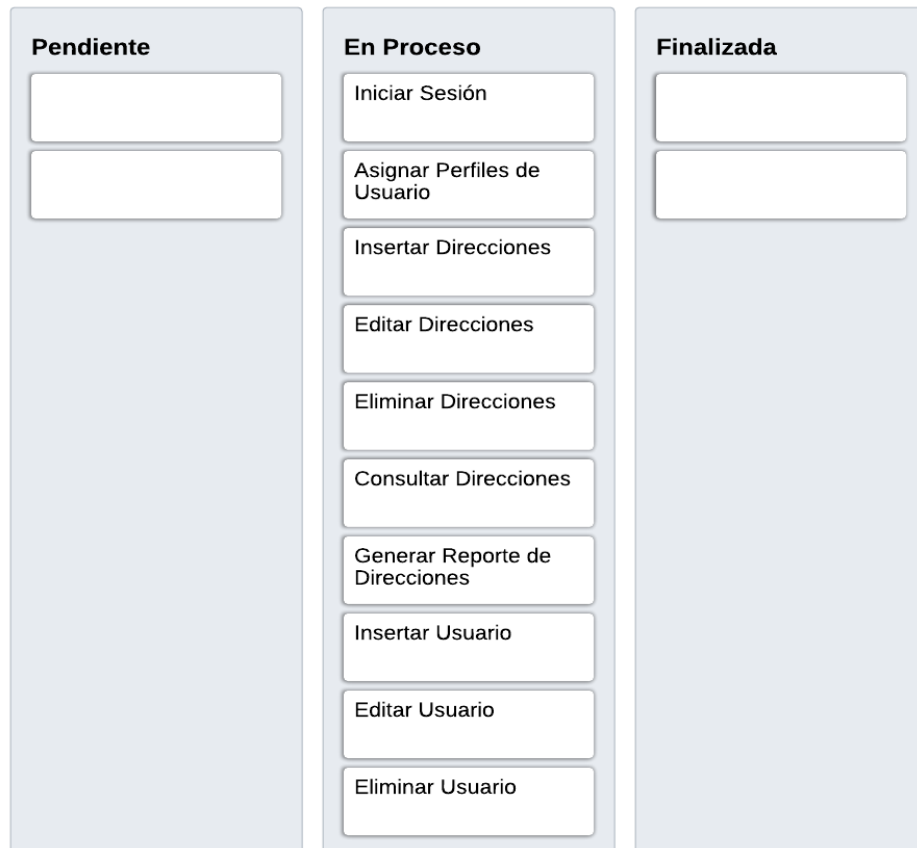 Pendiente
En Proceso
Finalizada
Iniciar Sesión
Asignar Perfiles de
Usuario
Insertar Direcciones
Editar Direcciones
Eliminar Direcciones
Consultar Direcciones
Generar Reporte de
Direcciones
Insertar Usuario
Editar Usuario
Eliminar Usuario